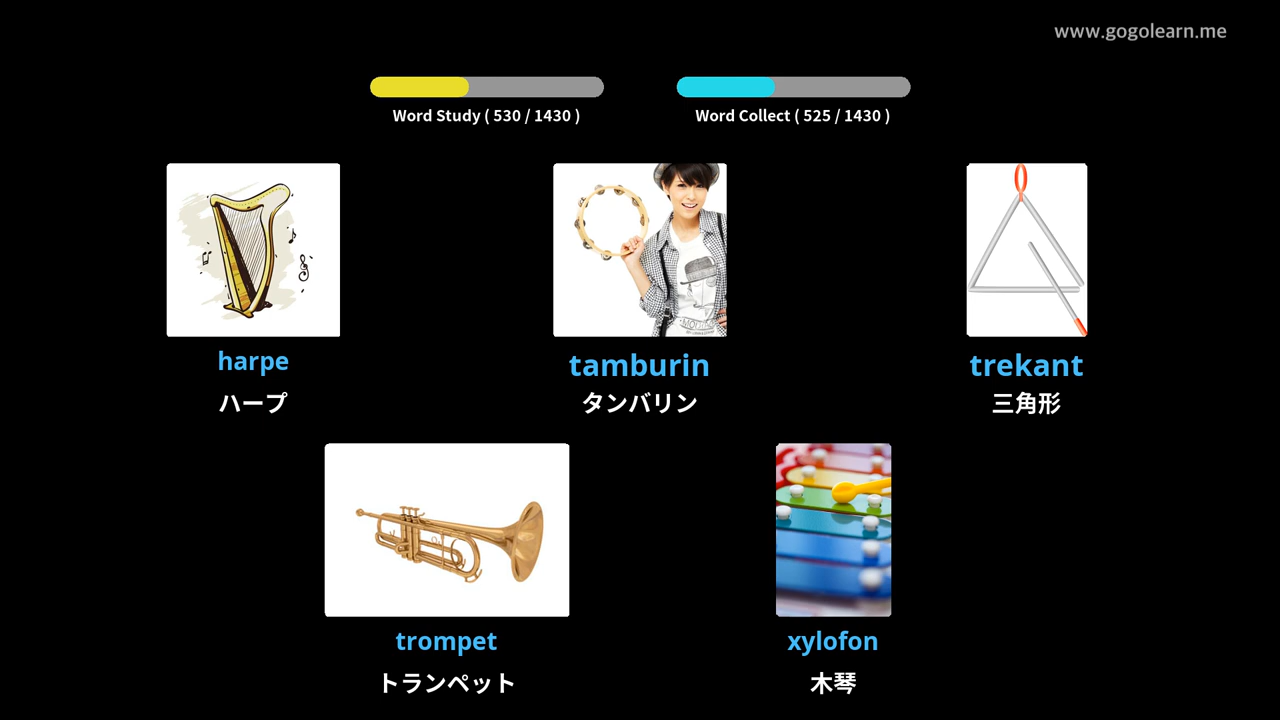 www.gogolearn.me
Word Study ( 530 / 1430 )
Word Collect ( 525 / 1430 )
harpe
tamburin
trekant
ハープ
タンバリン
三角形
trompet
xylofon
トランペット
木琴